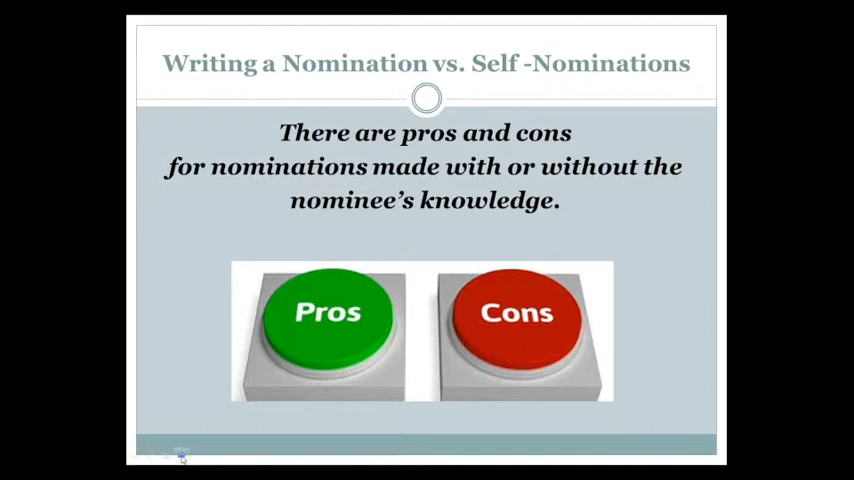 Writing a Nomination vs. Self -Nominations
There are pros and cons
for nominations made with or without the
nominee's knowledge.
Pros
Cons